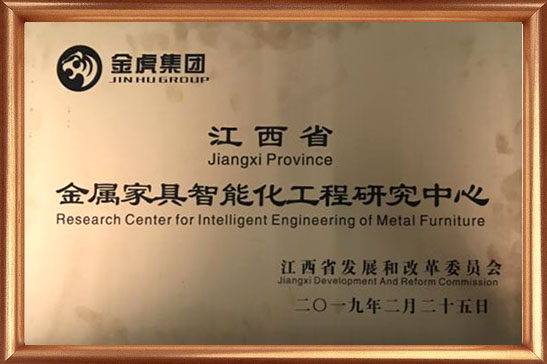 金虎集团
JIN HU GROUP
江西省
Jiangxi Province
金属家具智能化工程研究中心
Research Center for Intelligent Engineering of Metal Furniture
江西省发展和改革委员会
Jiangxi Development And Reform Commission
二〇一九年二月二十五日